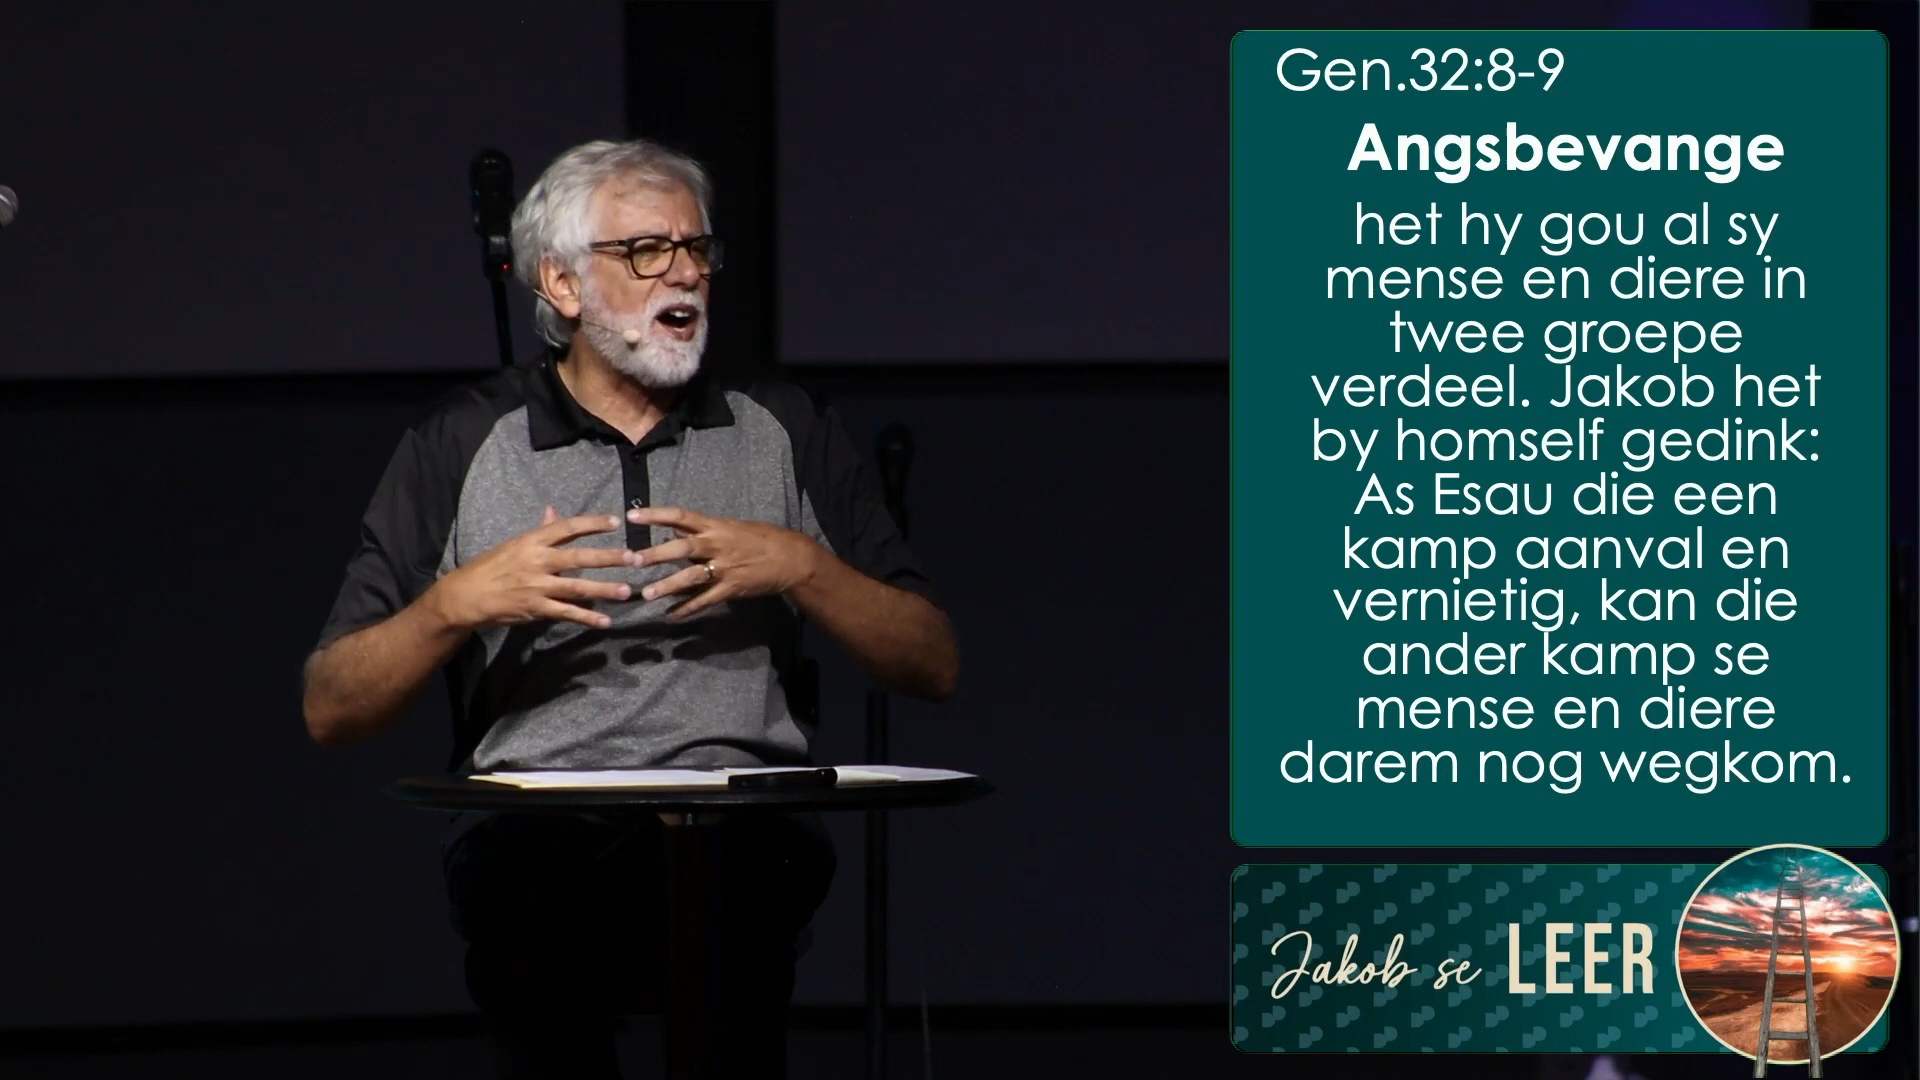 Gen.32:8-9
Angsbevange
het hy gou al sy
mense en diere in
twee groepe
verdeel. Jakob het
by homself gedink:
As Esau die een
kamp aanval en
vernietig, kan die
ander kamp se
mense en diere
darem nog wegkom.
Jakob se LEER